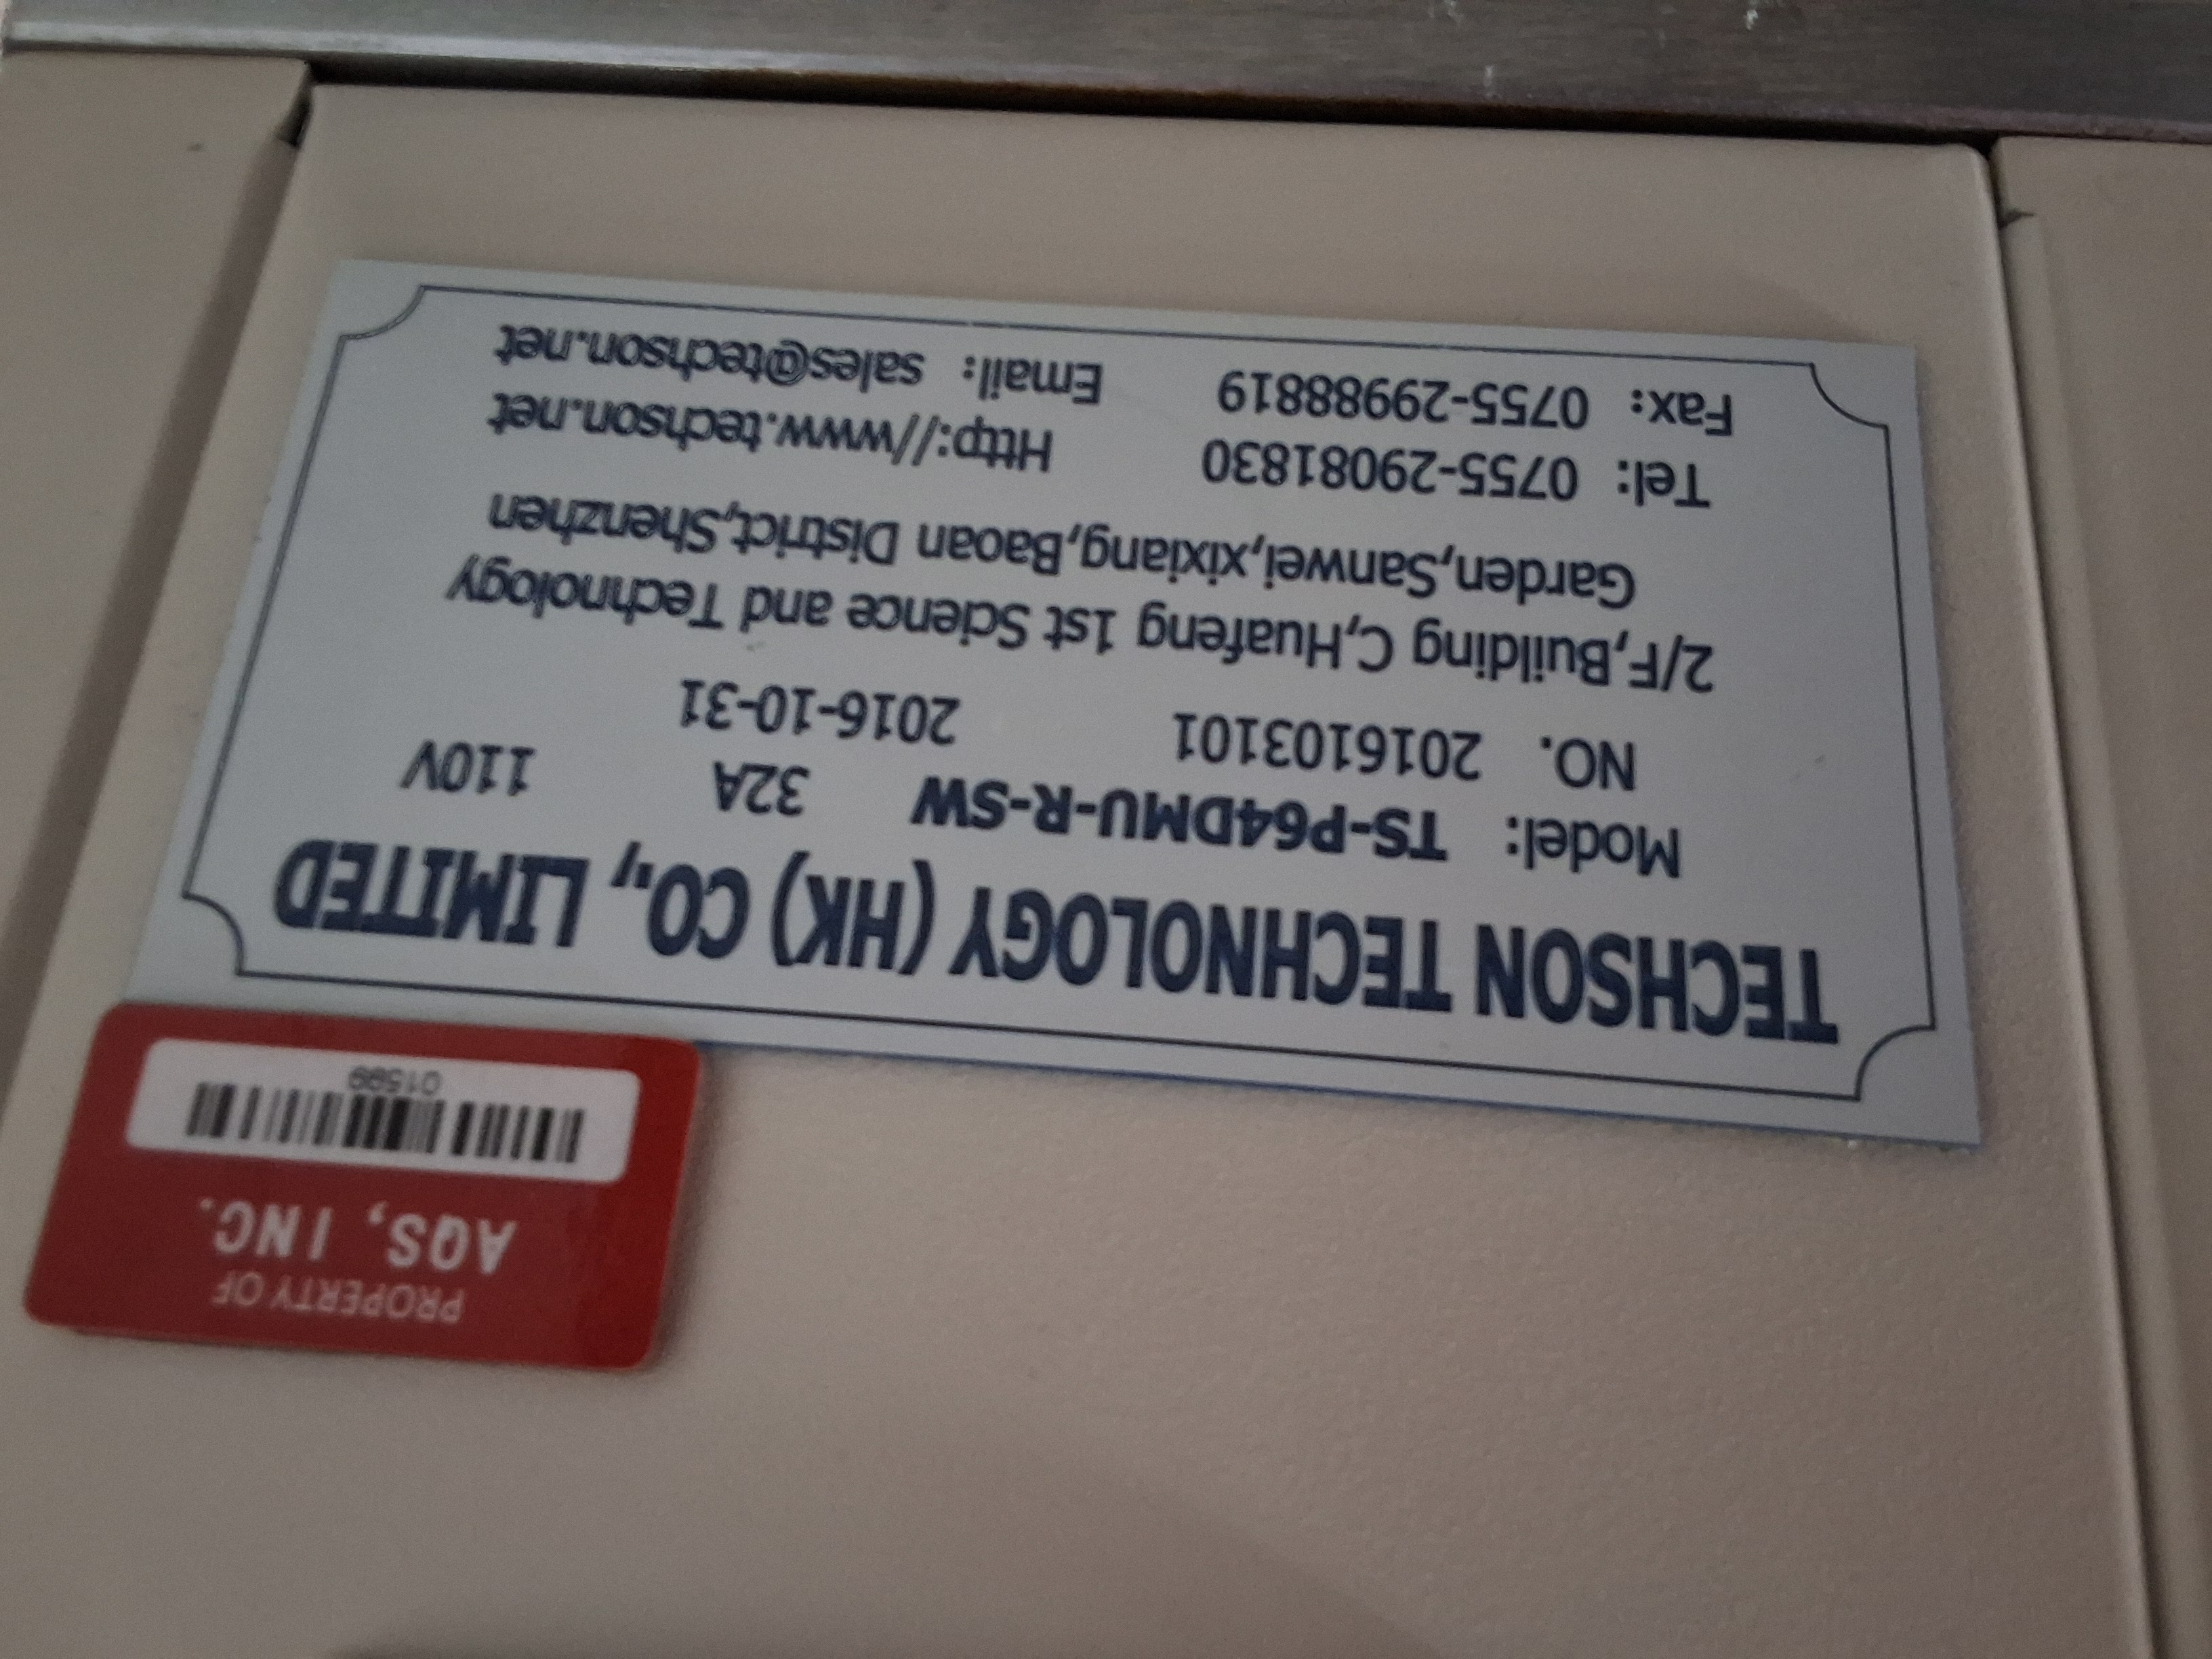 PROPERTY OF
AQS, INC.
01599
TECHSON TECHNOLOGY (HK) CO., LIMITED
Model: TS-P64DMU-R-SW 32A 110V
NO. 2016103101 2016-10-31
2/F,Building C,Huafeng 1st Science and Technology
Garden,Sanwei,xixiang,Baoan District,Shenzhen
Tel: 0755-29081830 Http://www.techson.net
Fax: 0755-29988819 Email: sales@techson.net